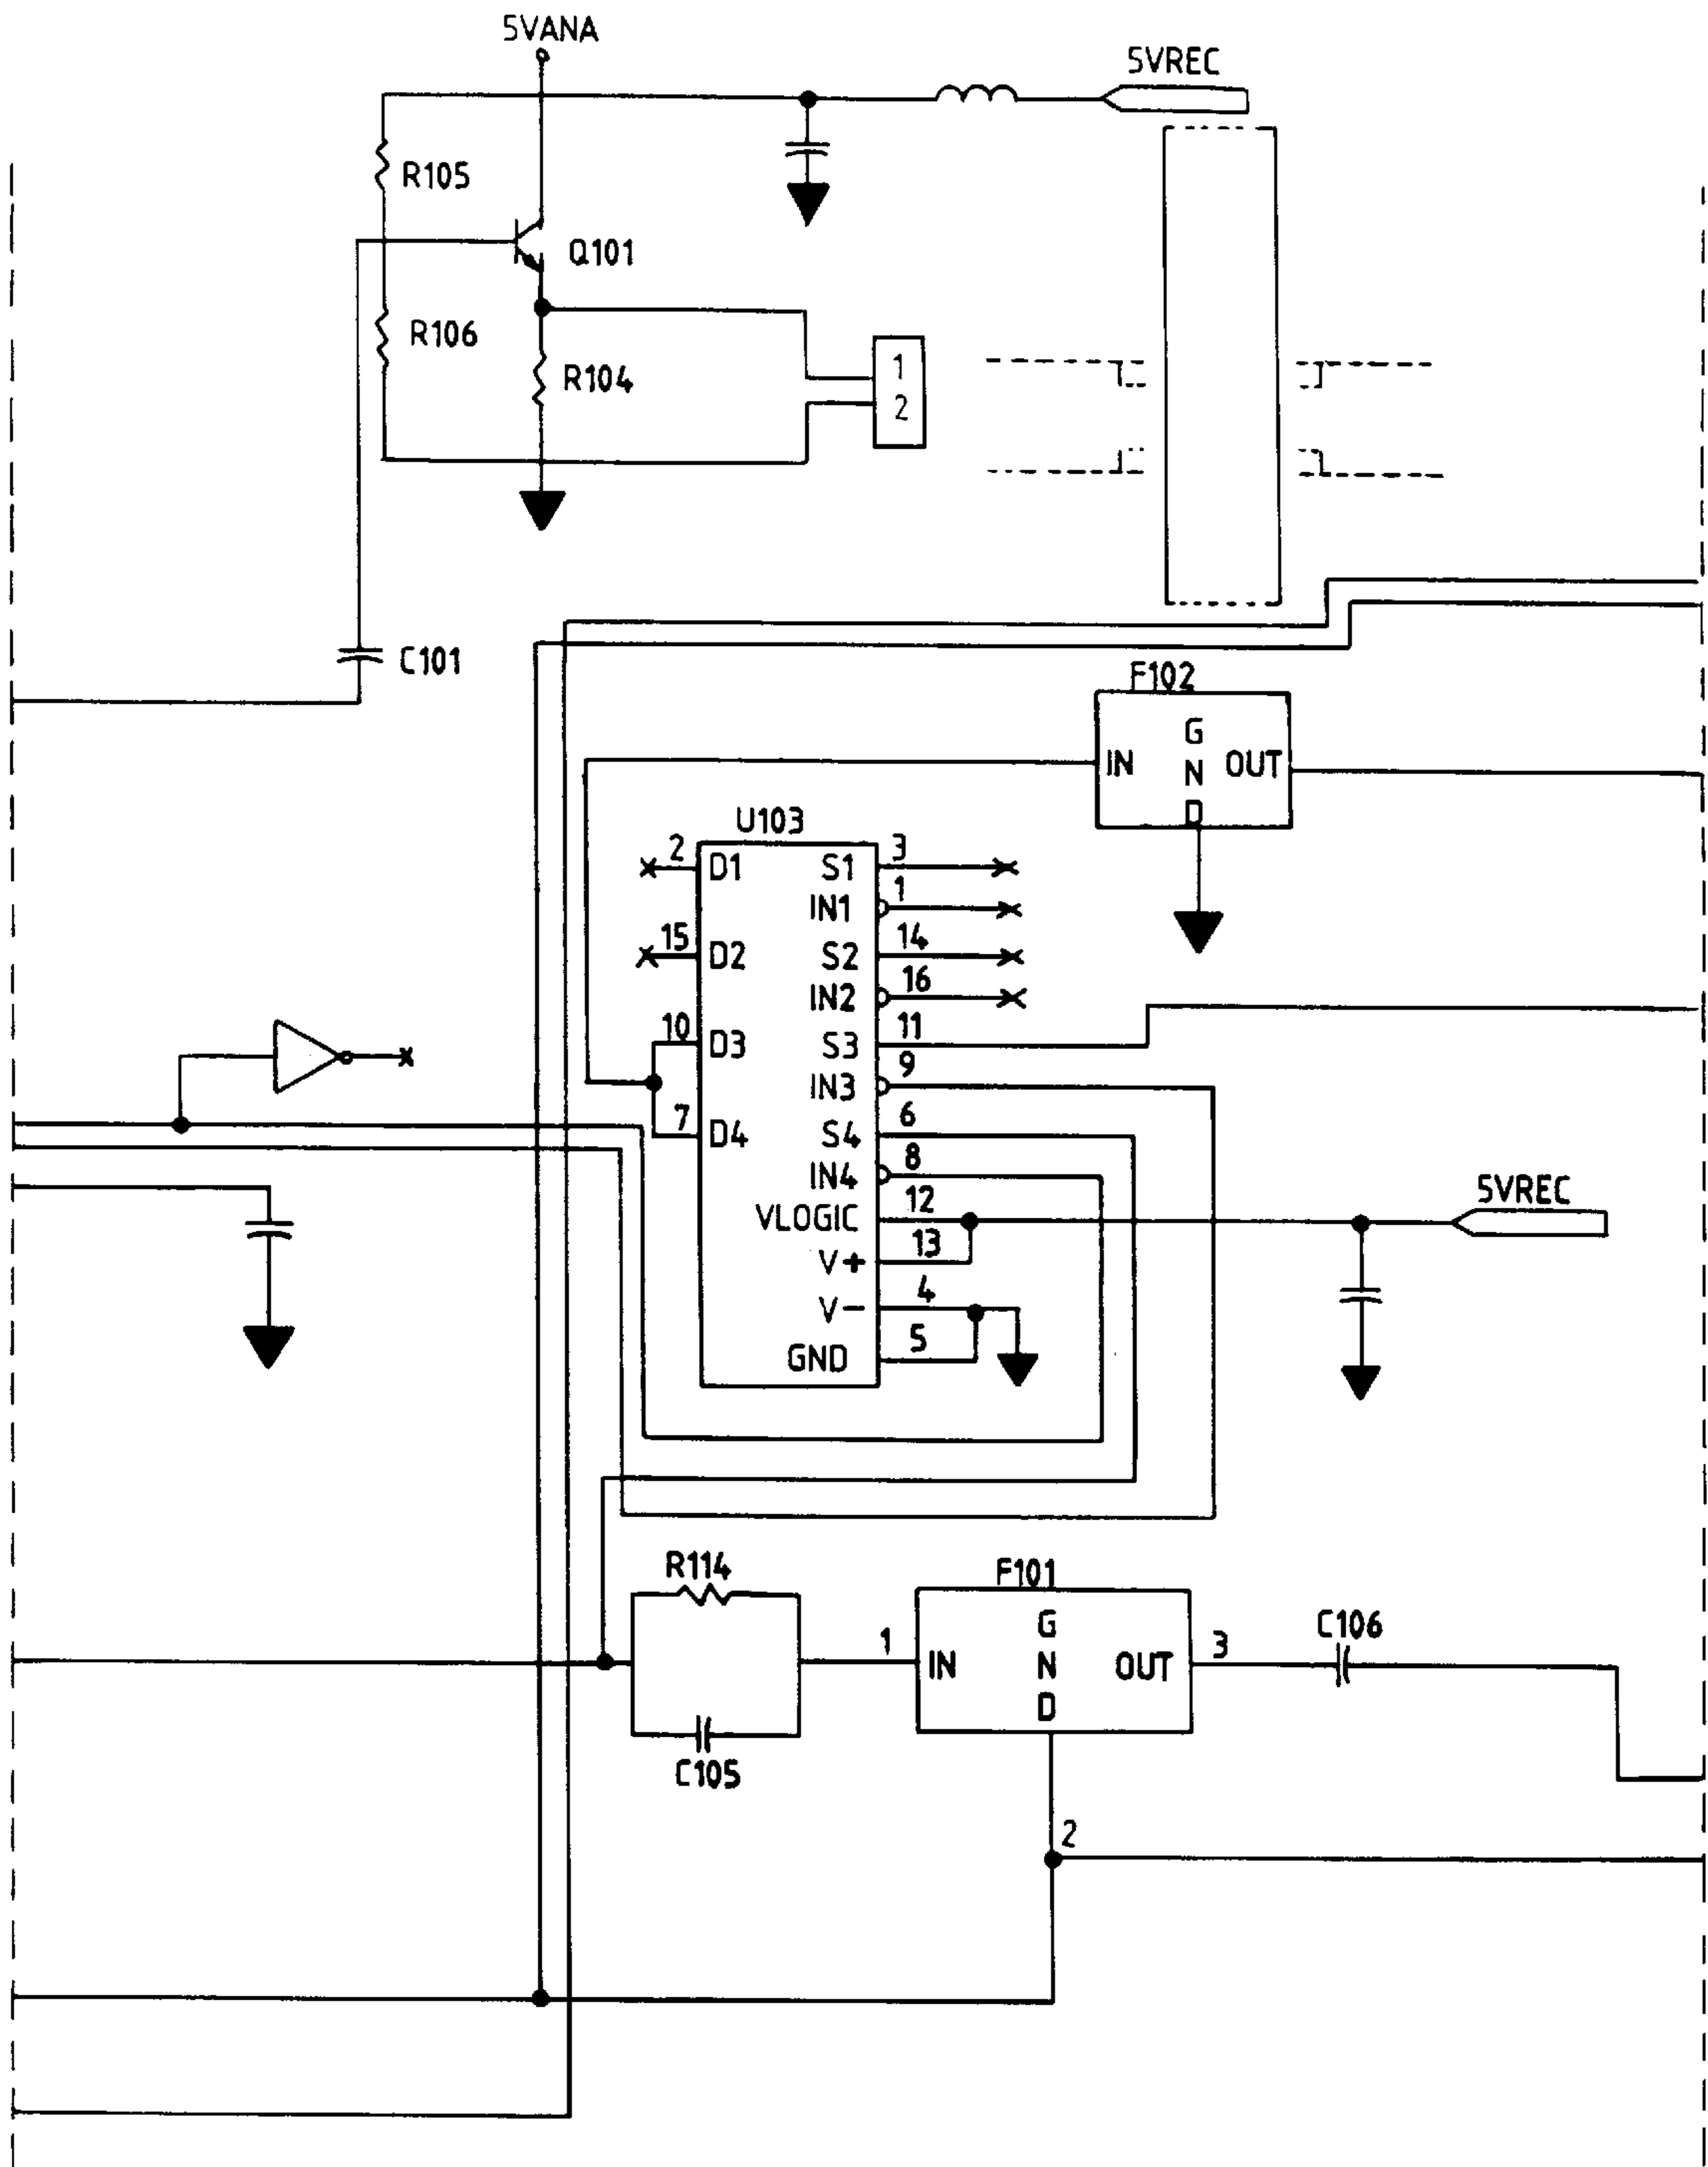 5VANA
5VREC
R105
Q101
R106
R104
1
2
C101
F102
IN GND OUT
U103
2 D1 S1 3
IN1 1
15 D2 S2 14
IN2 16
10 D3 S3 11
IN3 9
7 D4 S4 6
IN4 8
VLOGIC 12
V+ 13
V- 4
GND 5
5VREC
R114
F101
C106
1 IN GND OUT 3
C105
2